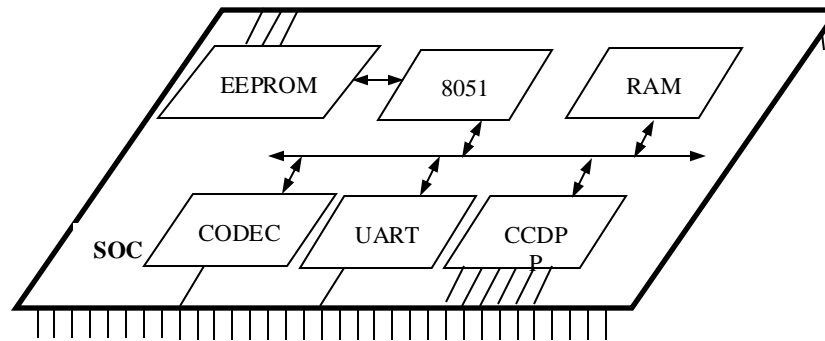 EEPROM
8051
RAM
CODEC
UART
CCDP
P
SOC